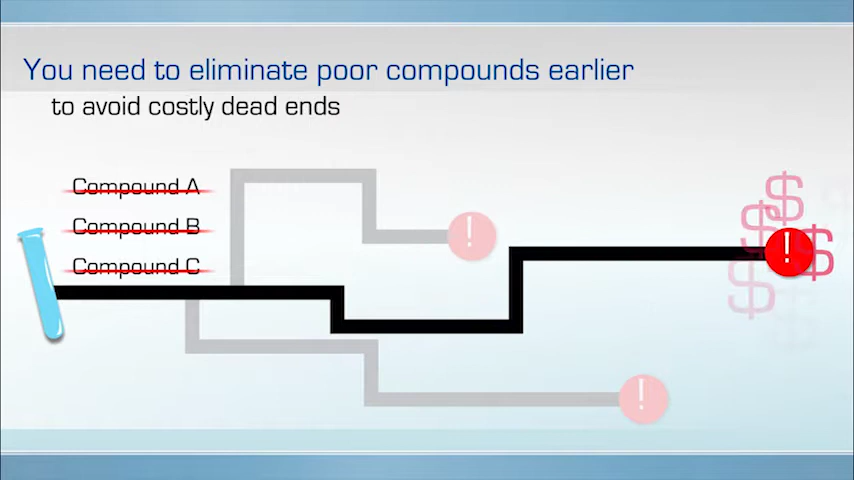 You need to eliminate poor compounds earlier
to avoid costly dead ends
Compound A
Compound B
Compound C
!
$
$
! $
$
!